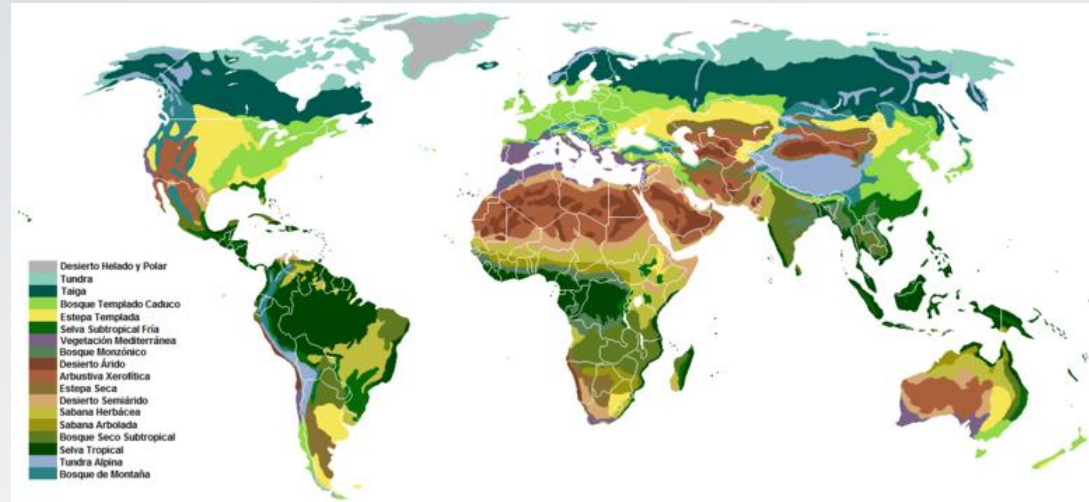 Desierto Helado y Polar
Tundra
Taiga
Bosque Templado Caduco
Estepa Templada
Selva Subtropical Fría
Vegetación Mediterránea
Bosque Monzónico
Desierto Árido
Arbustiva Xerofítica
Estepa Seca
Desierto Semiárido
Sabana Herbácea
Sabana Arbolada
Bosque Seco Subtropical
Selva Tropical
Tundra Alpina
Bosque de Montaña